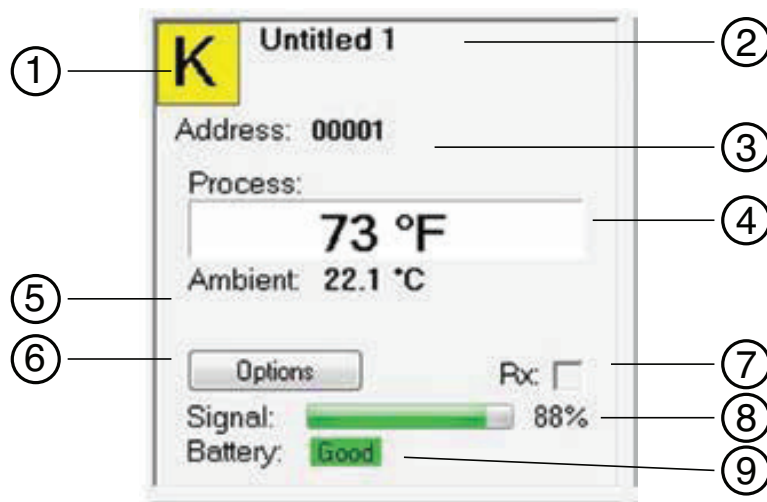 K Untitled 1
① ②
Address: 00001
③
Process:
73 °F
④
Ambient: 22.1 °C
⑤
⑥ Options Rx: ⑦
Signal: 88% ⑧
Battery: Good ⑨